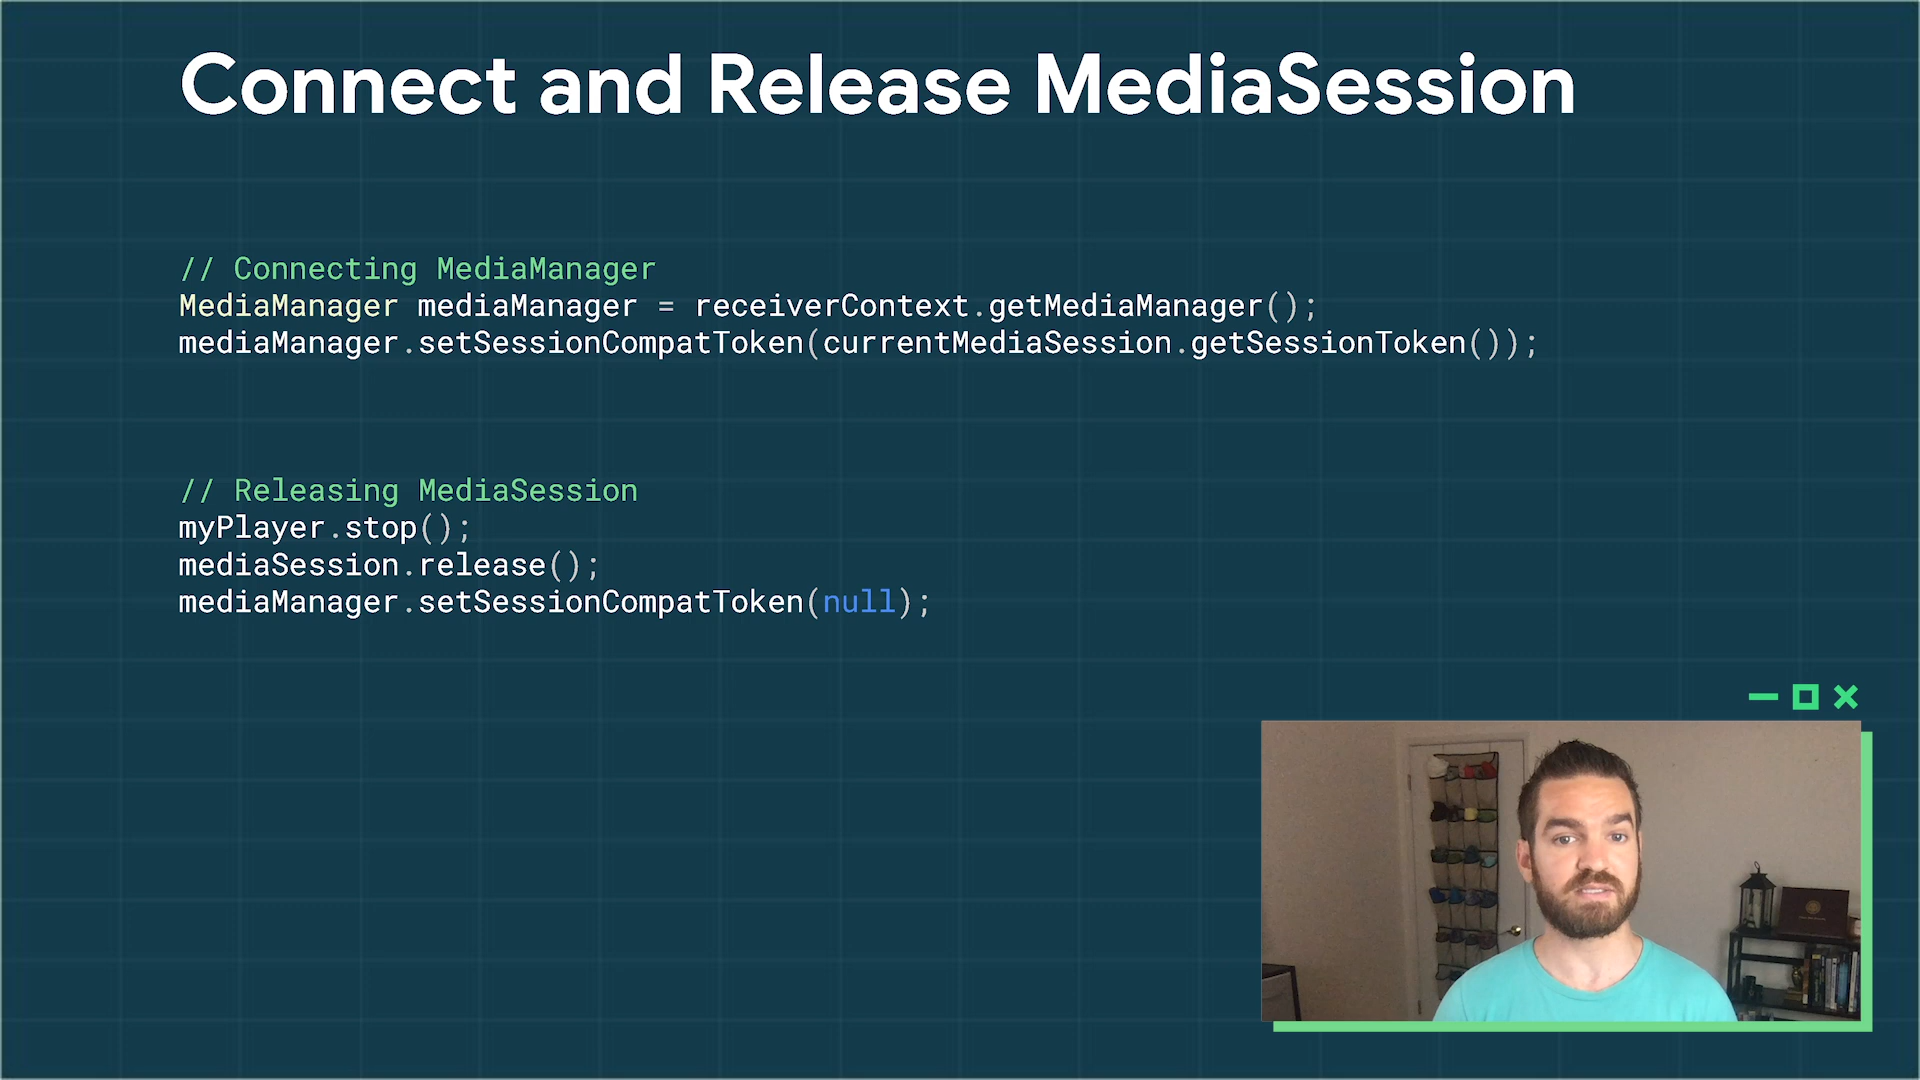 Connect and Release MediaSession
// Connecting MediaManager
MediaManager mediaManager = receiverContext.getMediaManager();
mediaManager.setSessionCompatToken(currentMediaSession.getSessionToken());
// Releasing MediaSession
myPlayer.stop();
mediaSession.release();
mediaManager.setSessionCompatToken(null);